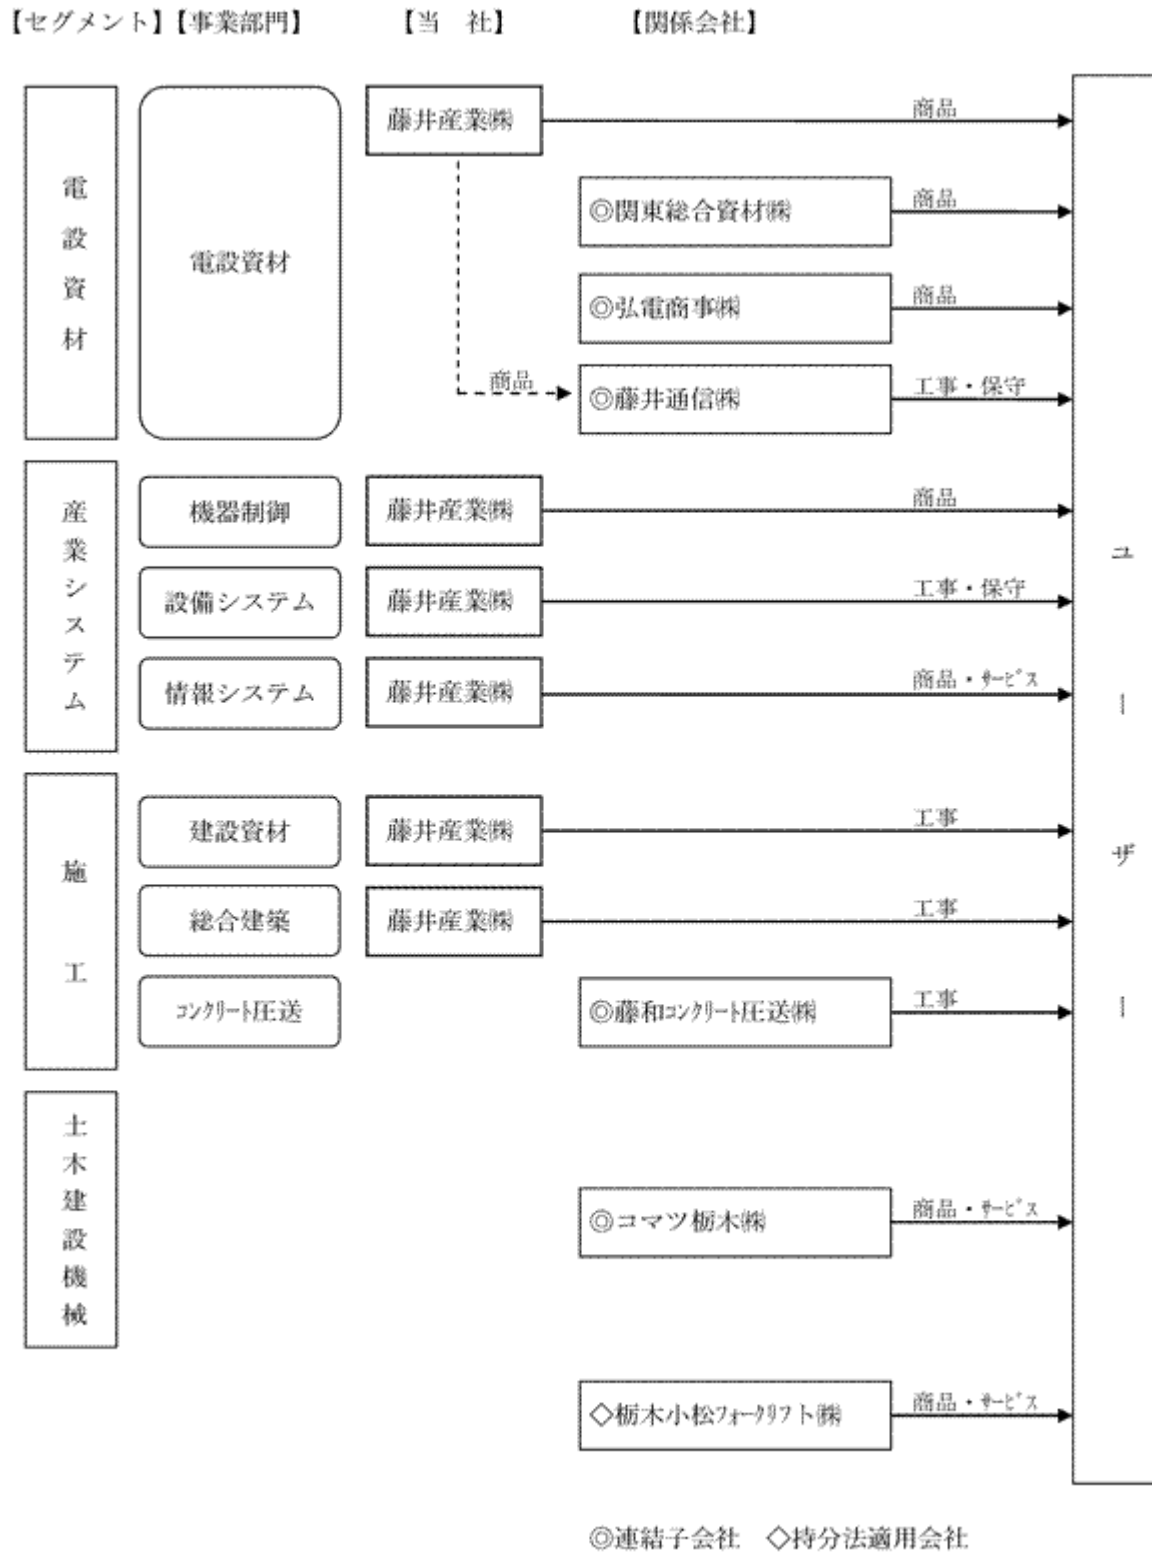 【セグメント】【事業部門】 【当　社】 【関係会社】
電設資材
電設資材
藤井産業㈱
商品
◎関東総合資材㈱
商品
◎弘電商事㈱
商品
商品
◎藤井通信㈱
工事・保守
産業システム
機器制御
藤井産業㈱
商品
設備システム
藤井産業㈱
工事・保守
情報システム
藤井産業㈱
商品・ｻｰﾋﾞｽ
施工
建設資材
藤井産業㈱
工事
総合建築
藤井産業㈱
工事
ｺﾝｸﾘｰﾄ圧送
◎藤和ｺﾝｸﾘｰﾄ圧送㈱
工事
土木建設機械
◎コマツ栃木㈱
商品・ｻｰﾋﾞｽ
◇栃木小松ﾌｫｰｸﾘﾌト㈱
商品・ｻｰﾋﾞｽ
ユーザー
◎連結子会社　◇持分法適用会社